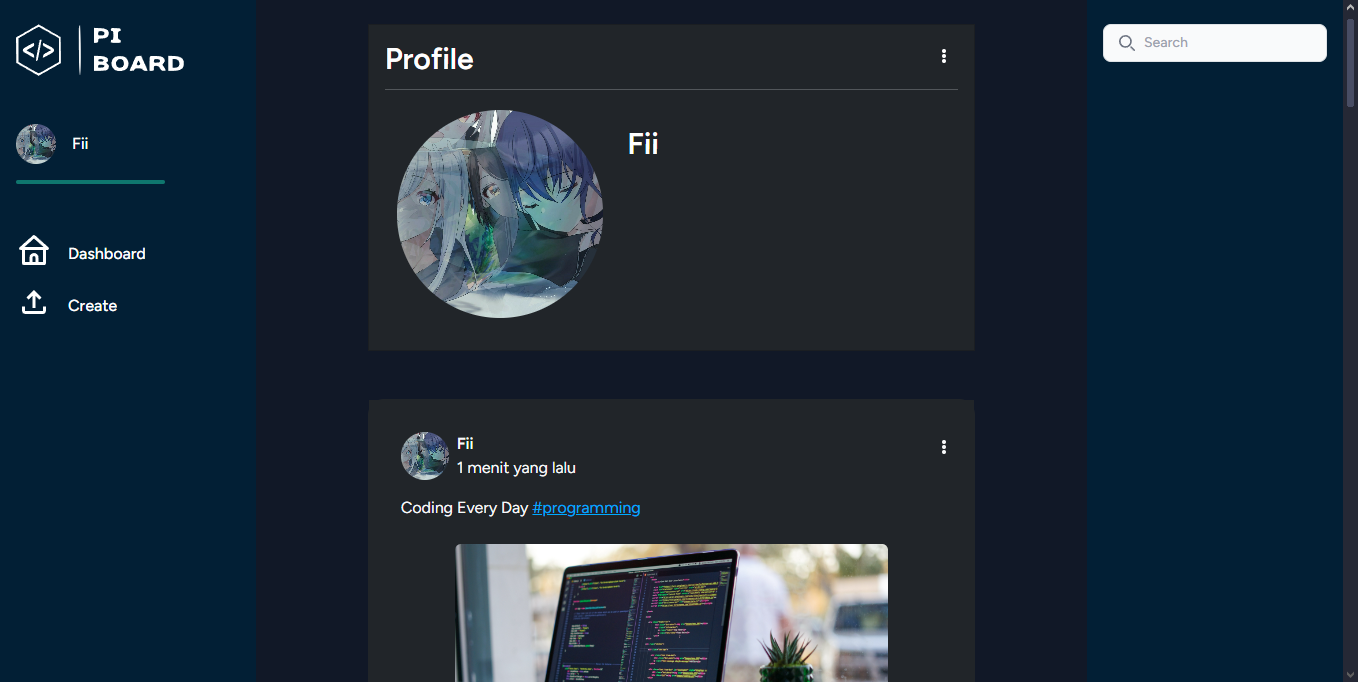 PI
BOARD
Fii
Dashboard
Create
Profile
Fii
Fii
1 menit yang lalu
Coding Every Day #programming
Search